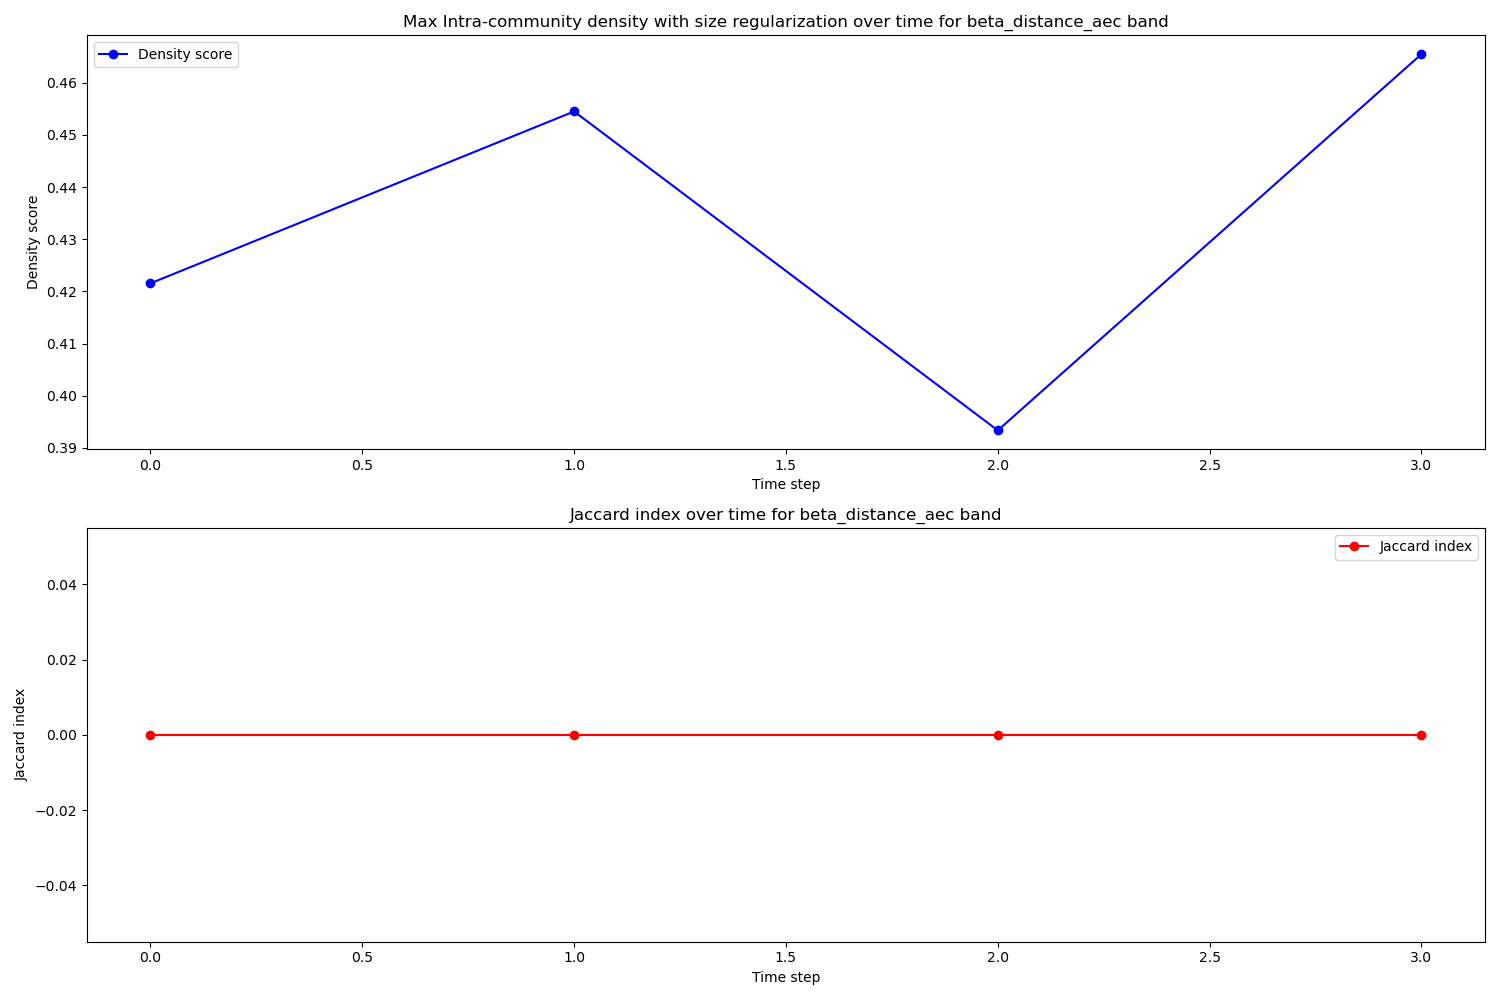 Max Intra-community density with size regularization over time for beta_distance_aec band
Density score
0.46
0.45
0.44
0.43
0.42
0.41
0.40
0.39
Density score
0.0 0.5 1.0 1.5 2.0 2.5 3.0
Time step
Jaccard index over time for beta_distance_aec band
Jaccard index
0.04
0.02
0.00
−0.02
−0.04
Jaccard index
0.0 0.5 1.0 1.5 2.0 2.5 3.0
Time step